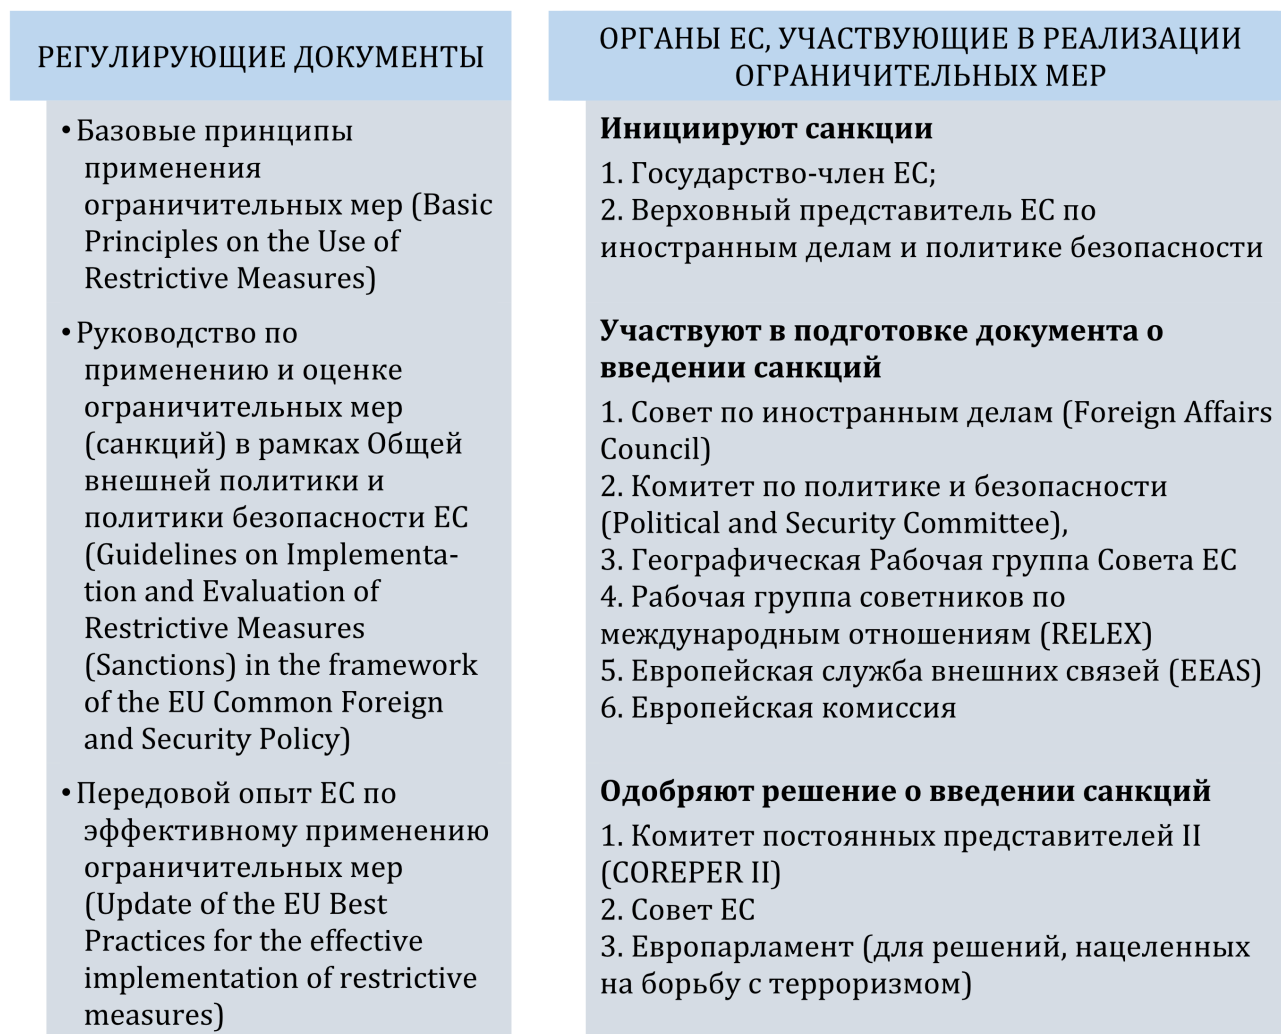 РЕГУЛИРУЮЩИЕ ДОКУМЕНТЫ
• Базовые принципы
применения
ограничительных мер (Basic
Principles on the Use of
Restrictive Measures)
• Руководство по
применению и оценке
ограничительных мер
(санкций) в рамках Общей
внешней политики и
политики безопасности ЕС
(Guidelines on Implementa-
tion and Evaluation of
Restrictive Measures
(Sanctions) in the framework
of the EU Common Foreign
and Security Policy)
• Передовой опыт ЕС по
эффективному применению
ограничительных мер
(Update of the EU Best
Practices for the effective
implementation of restrictive
measures)
ОРГАНЫ ЕС, УЧАСТВУЮЩИЕ В РЕАЛИЗАЦИИ
ОГРАНИЧИТЕЛЬНЫХ МЕР
Инициируют санкции
1. Государство-член ЕС;
2. Верховный представитель ЕС по
иностранным делам и политике безопасности
Участвуют в подготовке документа о
введении санкций
1. Совет по иностранным делам (Foreign Affairs
Council)
2. Комитет по политике и безопасности
(Political and Security Committee),
3. Географическая Рабочая группа Совета ЕС
4. Рабочая группа советников по
международным отношениям (RELEX)
5. Европейская служба внешних связей (EEAS)
6. Европейская комиссия
Одобряют решение о введении санкций
1. Комитет постоянных представителей II
(COREPER II)
2. Совет ЕС
3. Европарламент (для решений, нацеленных
на борьбу с терроризмом)